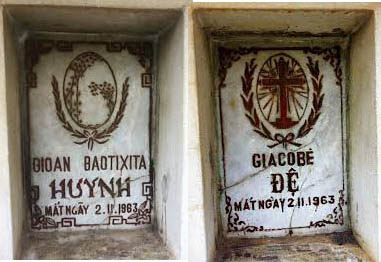 GIOAN BAOTIXITA
HUYNH
MẤT NGÀY 2.11.1963
GIACÔBÊ
ĐỆ
MẤT NGÀY 2.11.1963